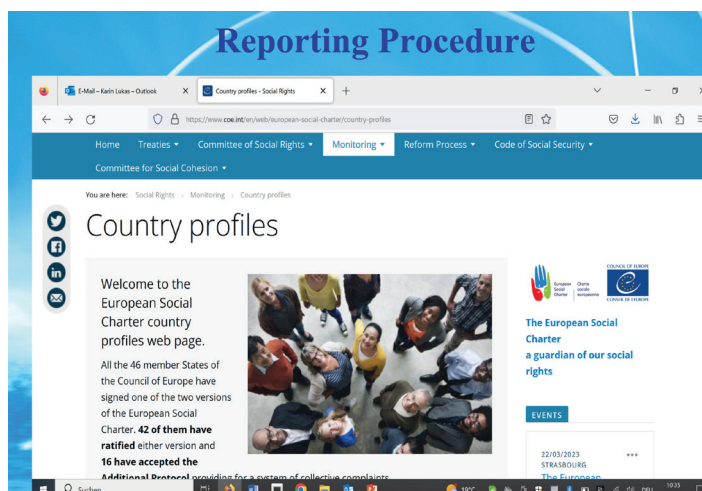 Reporting Procedure
E-Mail – Karin Lukas – Outlook
Country profiles - Social Rights
https://www.coe.int/en/web/european-social-charter/country-profiles
Home Treaties Committee of Social Rights Monitoring Reform Process Code of Social Security
Committee for Social Cohesion
You are here: Social Rights › Monitoring › Country profiles
Country profiles
Welcome to the
European Social
Charter country
profiles web page.
All the 46 member States of
the Council of Europe have
signed one of the two versions
of the European Social
Charter. 42 of them have
ratified either version and
16 have accepted the
Additional Protocol providing for a system of collective complaints
European Social Charter
Charte sociale européenne
COUNCIL OF EUROPE
CONSEIL DE L'EUROPE
The European Social
Charter
a guardian of our social
rights
EVENTS
22/03/2023
STRASBOURG
The European
Suchen
19°C
DEU
10:35